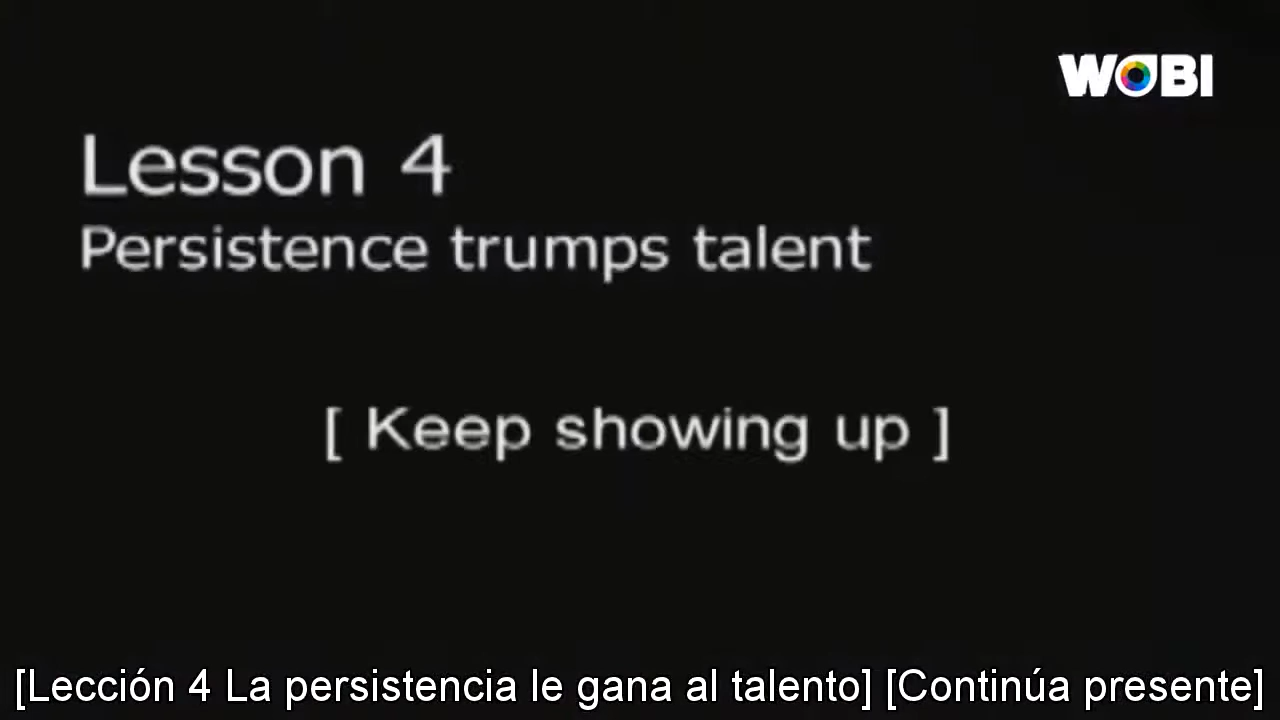 WOBI
Lesson 4
Persistence trumps talent
[ Keep showing up ]
[Lección 4 La persistencia le gana al talento] [Continúa presente]